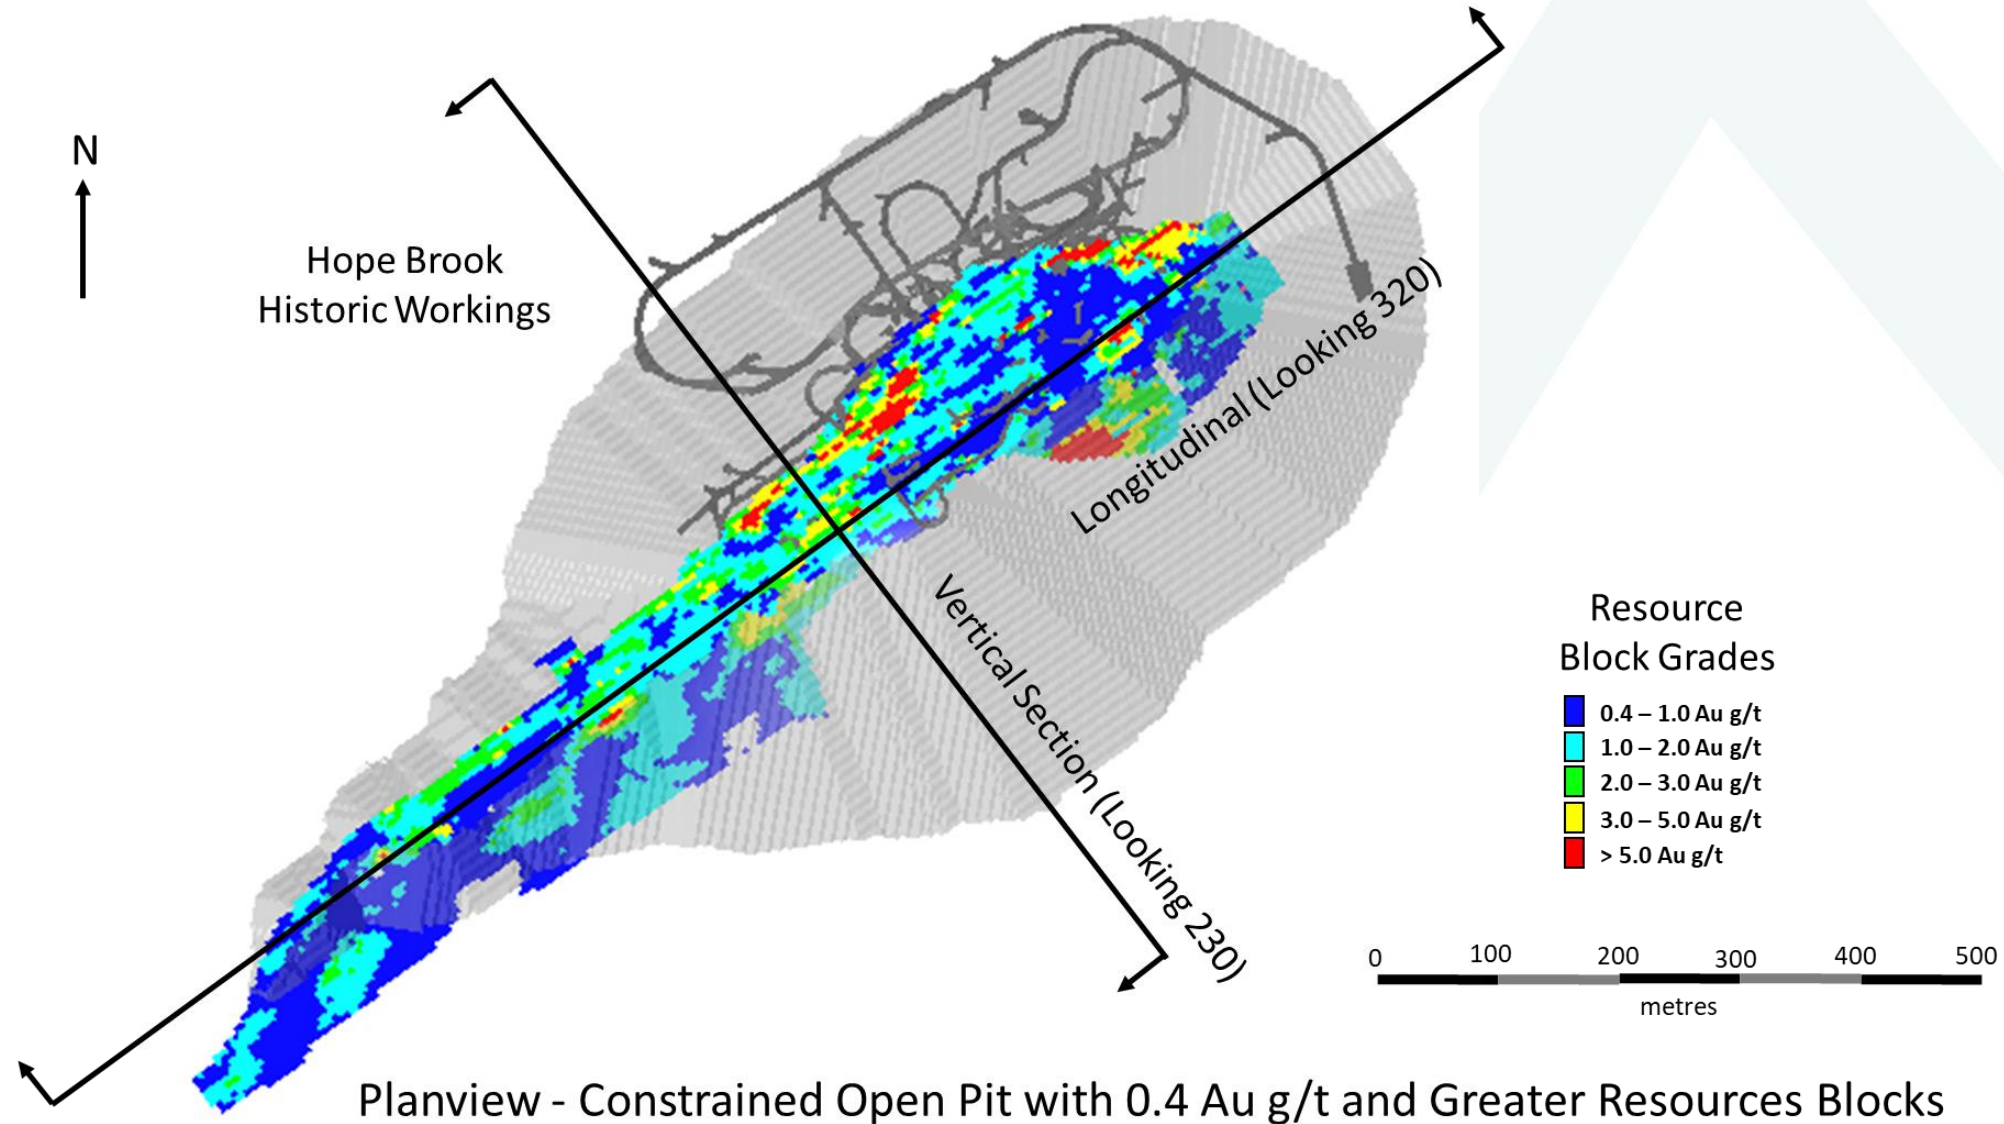 N
Hope Brook
Historic Workings
Longitudinal (Looking 320)
Vertical Section (Looking 230)
Resource
Block Grades
0.4 – 1.0 Au g/t
1.0 – 2.0 Au g/t
2.0 – 3.0 Au g/t
3.0 – 5.0 Au g/t
> 5.0 Au g/t
0 100 200 300 400 500
metres
Planview - Constrained Open Pit with 0.4 Au g/t and Greater Resources Blocks